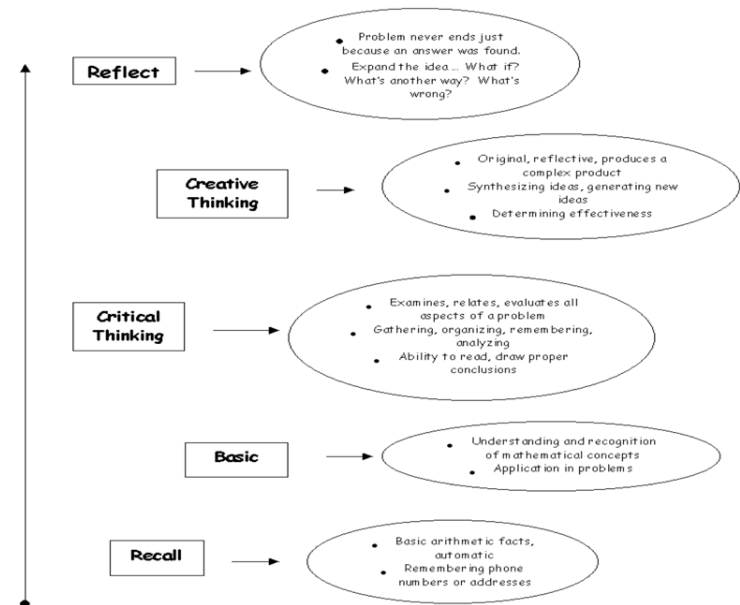 Reflect
• Problem never ends just
because an answer was found.
• Expand the idea... What if?
What's another way? What's
wrong?
Creative
Thinking
• Original, reflective, produces a
complex product
• Synthesizing ideas, generating new
ideas
• Determining effectiveness
Critical
Thinking
• Examines, relates, evaluates all
aspects of a problem
• Gathering, organizing, remembering,
analyzing
• Ability to read, draw proper
conclusions
Basic
• Understanding and recognition
of mathematical concepts
• Application in problems
Recall
• Basic arithmetic facts,
automatic
• Remembering phone
numbers or addresses